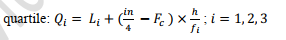 quartile: Qᵢ = Lᵢ + (in/4 − F꜀) × h/fᵢ ; i = 1, 2, 3